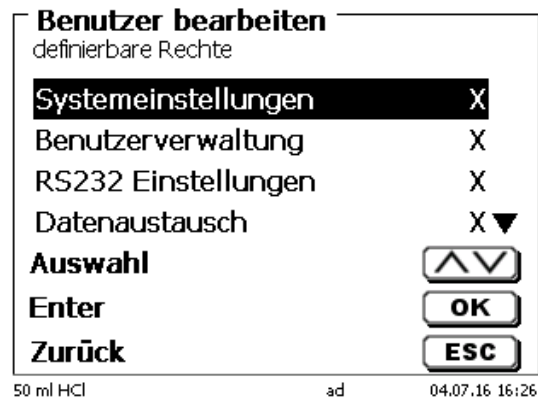 Benutzer bearbeiten
definierbare Rechte
Systemeinstellungen X
Benutzerverwaltung X
RS232 Einstellungen X
Datenaustausch X▼
Auswahl
Enter OK
Zurück ESC
50 ml HCl ad 04.07.16 16:26